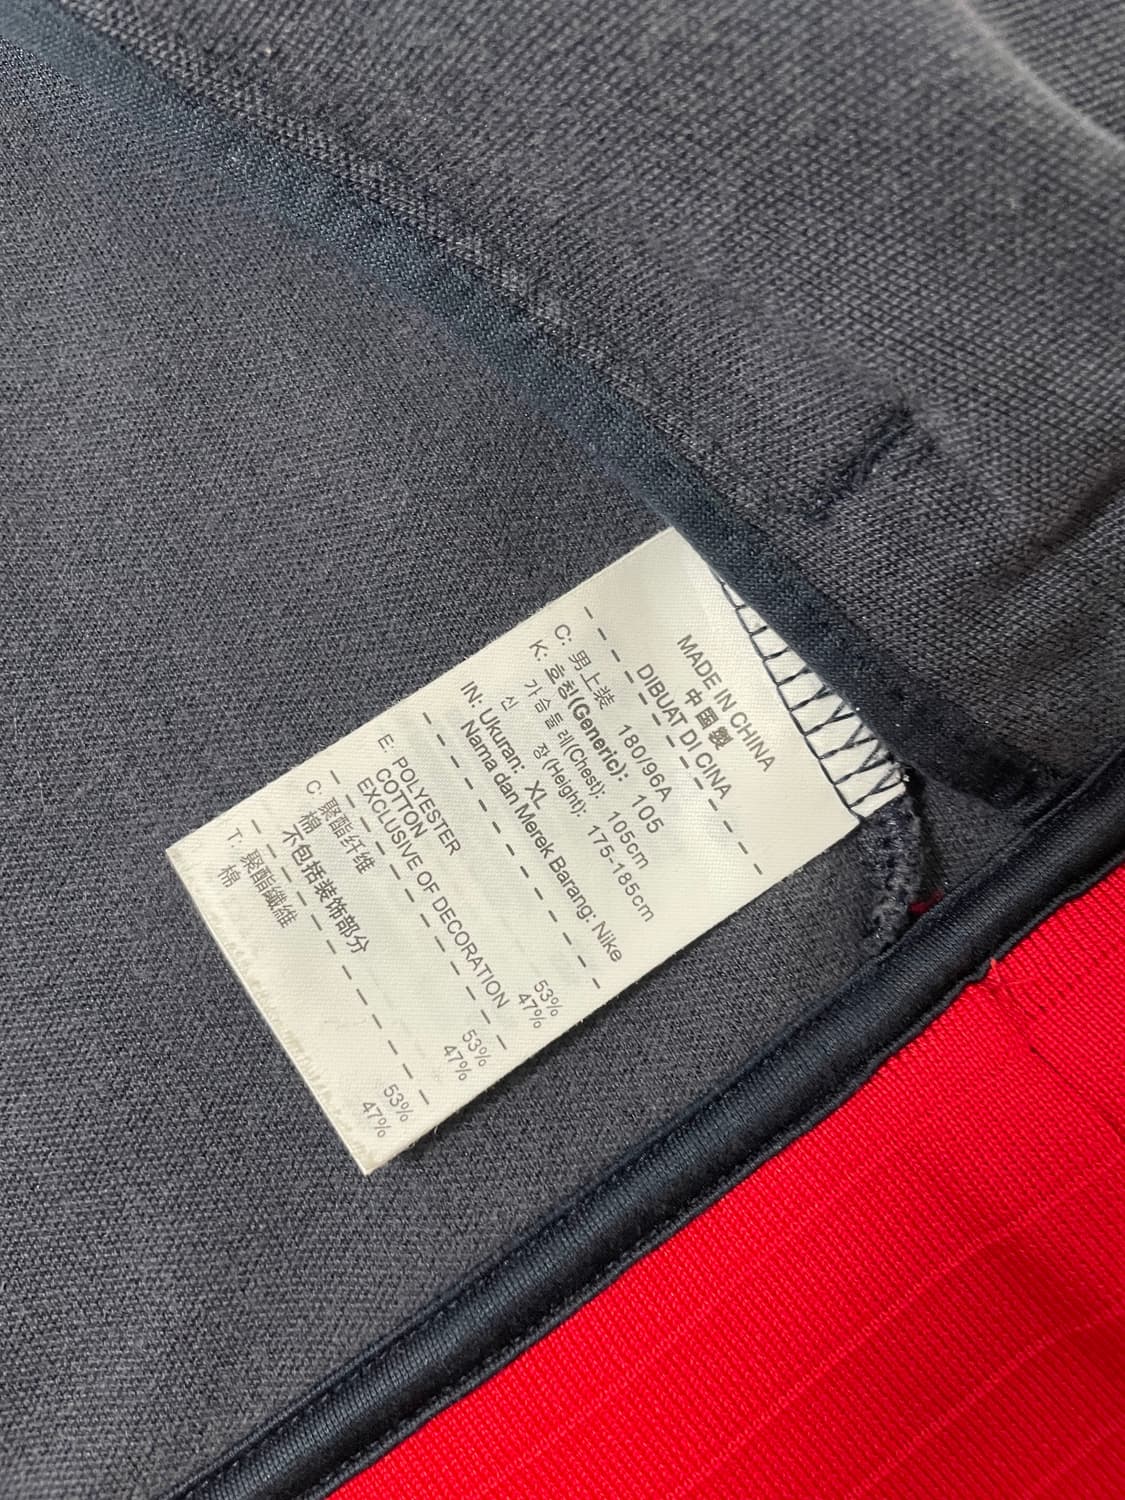 MADE IN CHINA
中國製
DIBUAT DI CINA
C: 男上装 180/96A
K: 호칭(Generic): 105
가슴둘레(Chest): 105cm
신 장(Height): 175-185cm
IN: Ukuran: XL
Nama dan Merek Barang: Nike
E: POLYESTER 53%
COTTON 47%
EXCLUSIVE OF DECORATION
C: 聚酯纤维 53%
棉 47%
不包括装饰部分
T: 聚酯纖維 53%
棉 47%